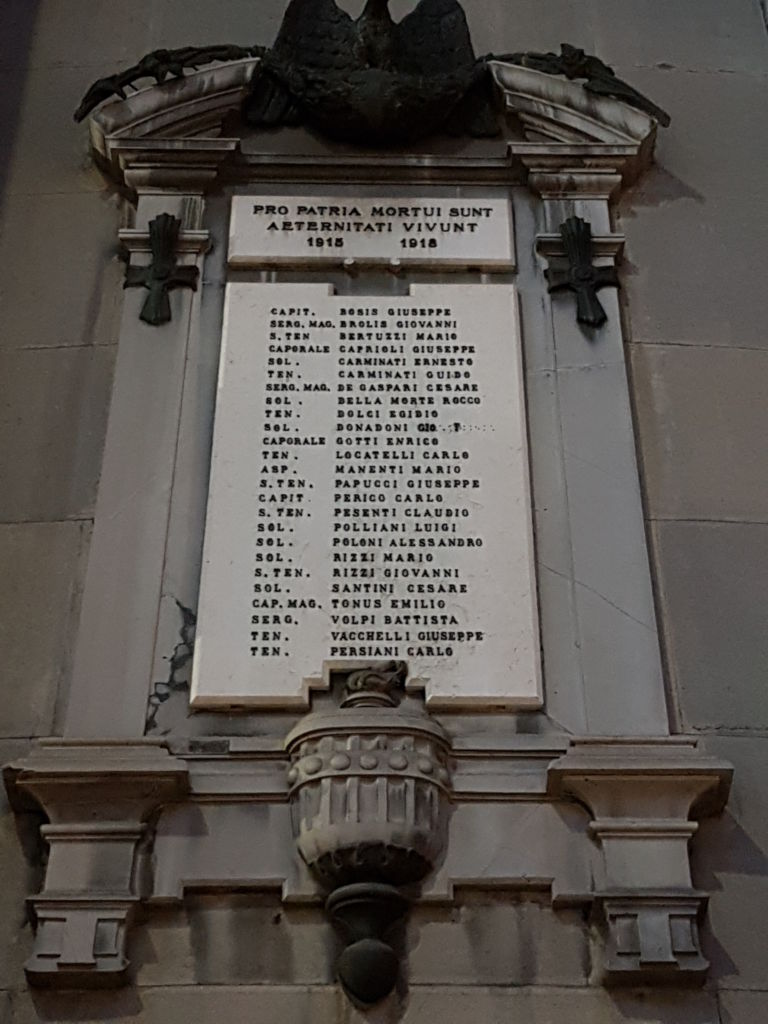 PRO PATRIA MORTUI SUNT
AETERNITATI VIVUNT
1915 1918
CAPIT. BOSIS GIUSEPPE
SERG. MAG. BROLIS GIOVANNI
S. TEN BERTUZZI MARIO
CAPORALE CAPRIOLI GIUSEPPE
SOL. CARMINATI ERNESTO
TEN. CARMINATI GUIDO
SERG. MAG. DE GASPARI CESARE
SOL. BELLA MORTE ROCCO
TEN. DOLCI EGIDIO
SOL. DONADONI GIO.
CAPORALE GOTTI ENRICO
TEN. LOCATELLI CARLO
ASP. MANENTI MARIO
S. TEN. PAPUCCI GIUSEPPE
CAPIT. PERICO CARLO
S. TEN. PESENTI CLAUDIO
SOL. POLLIANI LUIGI
SOL. POLONI ALESSANDRO
SOL. RIZZI MARIO
S. TEN. RIZZI GIOVANNI
SOL. SANTINI CESARE
CAP. MAG. TONUS EMILIO
SERG. VOLPI BATTISTA
TEN. VACCHELLI GIUSEPPE
TEN. PERSIANI CARLO